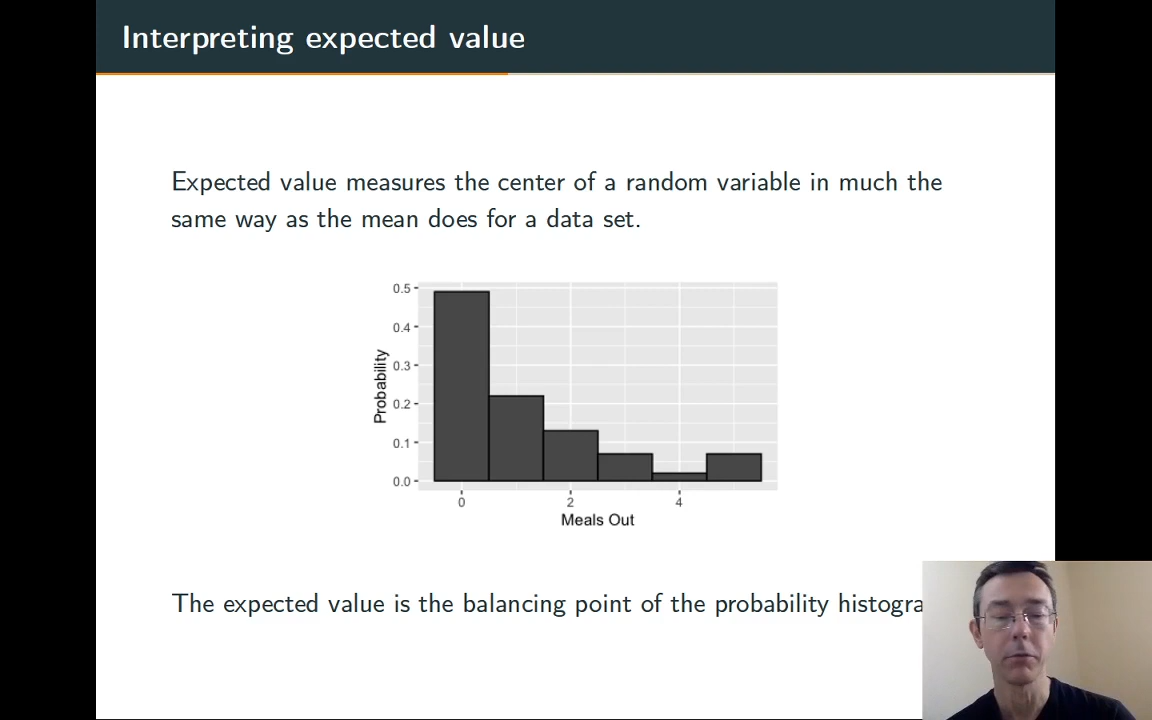 Interpreting expected value
Expected value measures the center of a random variable in much the
same way as the mean does for a data set.
0.5
0.4
0.3
0.2
0.1
0.0
Probability
0 2 4
Meals Out
The expected value is the balancing point of the probability histogra